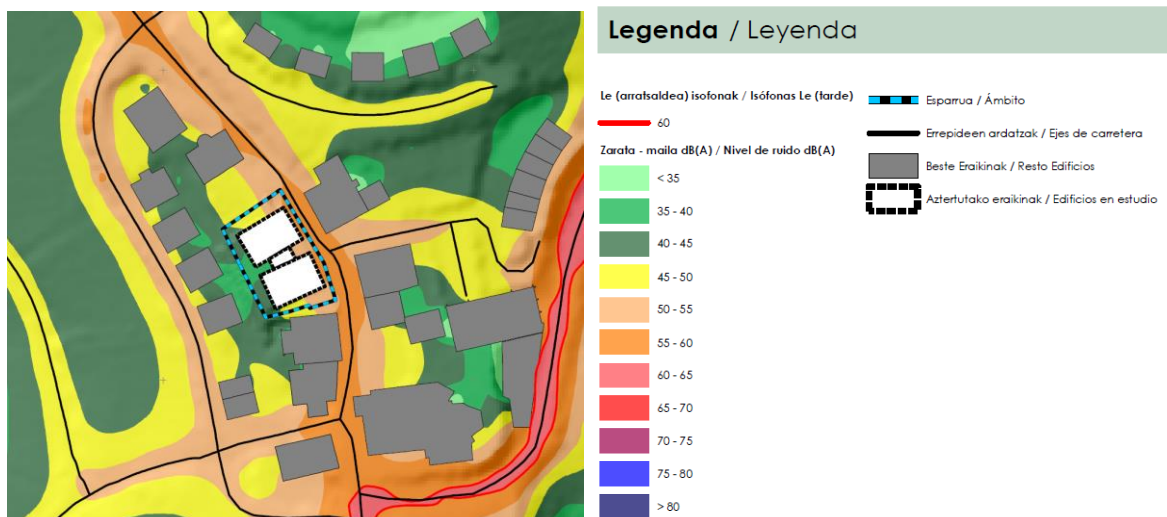 Legenda / Leyenda
Le (arratsaldea) isofonak / Isófonas Le (tarde)
60
Zarata - maila dB(A) / Nivel de ruido dB(A)
< 35
35 - 40
40 - 45
45 - 50
50 - 55
55 - 60
60 - 65
65 - 70
70 - 75
75 - 80
> 80
Esparrua / Ámbito
Errepideen ardatzak / Ejes de carretera
Beste Eraikinak / Resto Edificios
Aztertutako eraikinak / Edificios en estudio